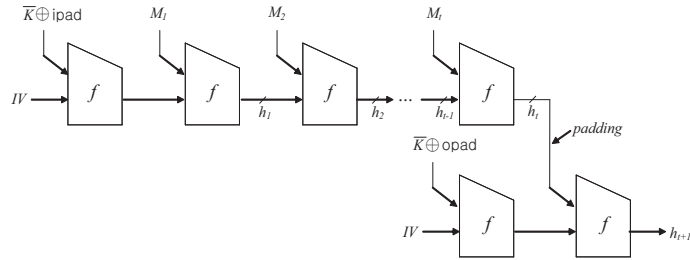 K̅⊕ipad M₁ M₂ Mₜ
IV f f h₁ f h₂ ... hₜ₋₁ f hₜ
padding
K̅⊕opad
IV f f hₜ₊₁